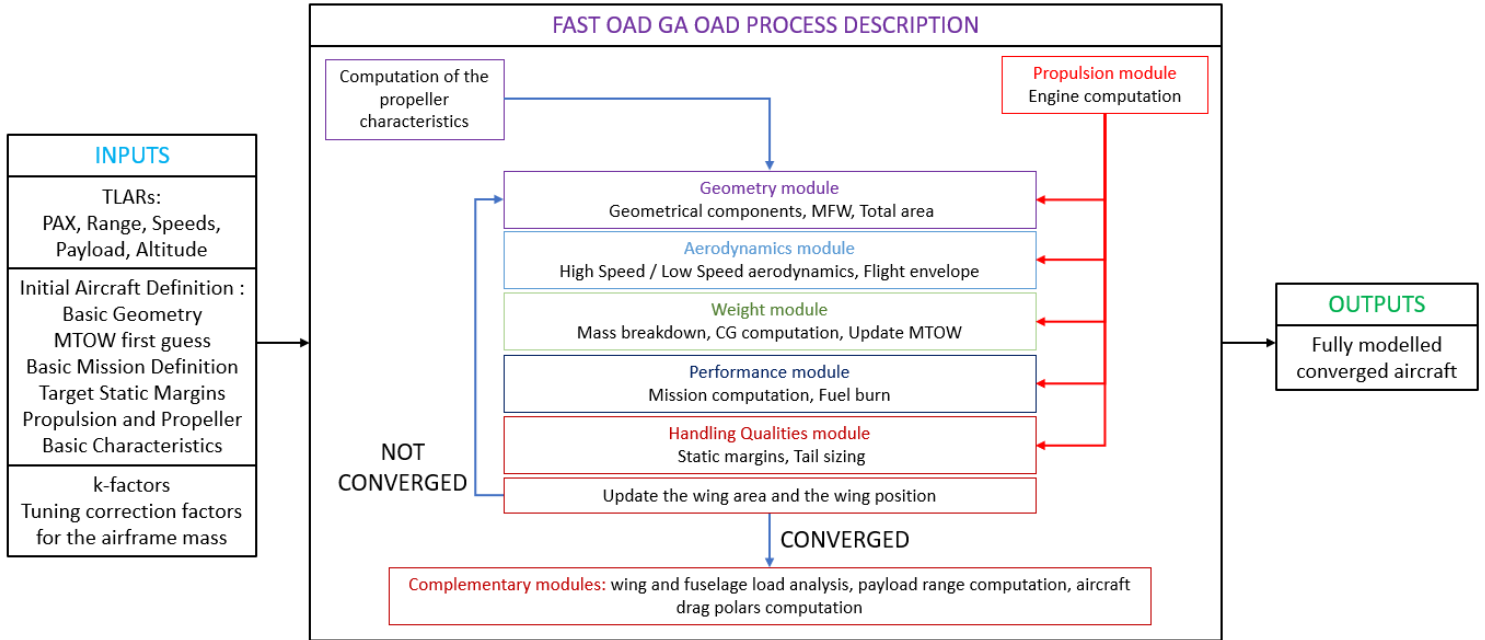 FAST OAD GA OAD PROCESS DESCRIPTION
INPUTS
TLARs:
PAX, Range, Speeds,
Payload, Altitude
Initial Aircraft Definition :
Basic Geometry
MTOW first guess
Basic Mission Definition
Target Static Margins
Propulsion and Propeller
Basic Characteristics
k-factors
Tuning correction factors
for the airframe mass
Computation of the
propeller
characteristics
Propulsion module
Engine computation
Geometry module
Geometrical components, MFW, Total area
Aerodynamics module
High Speed / Low Speed aerodynamics, Flight envelope
Weight module
Mass breakdown, CG computation, Update MTOW
Performance module
Mission computation, Fuel burn
Handling Qualities module
Static margins, Tail sizing
Update the wing area and the wing position
NOT
CONVERGED
CONVERGED
Complementary modules: wing and fuselage load analysis, payload range computation, aircraft
drag polars computation
OUTPUTS
Fully modelled
converged aircraft